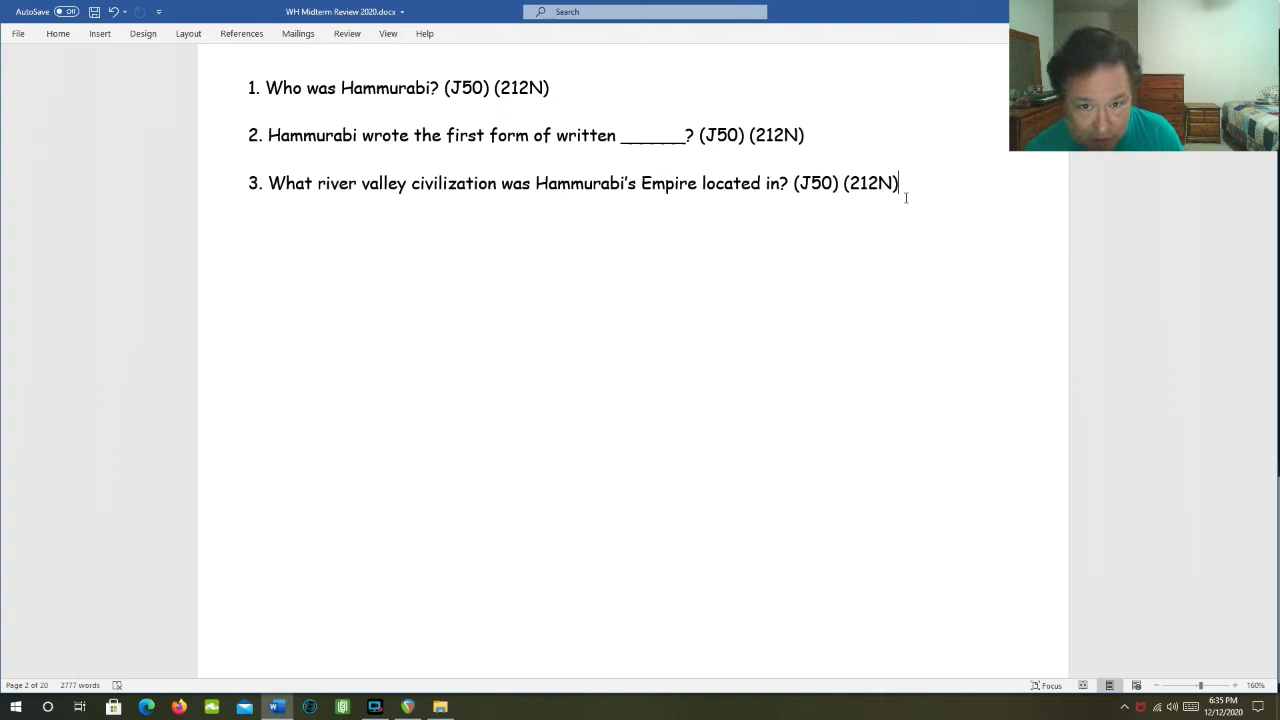 AutoSave Off WH Midterm Review 2020.docx Search
File Home Insert Design Layout References Mailings Review View Help
1. Who was Hammurabi? (J50) (212N)
2. Hammurabi wrote the first form of written ______? (J50) (212N)
3. What river valley civilization was Hammurabi's Empire located in? (J50) (212N)
Page 2 of 20 2777 words Focus 160%
6:35 PM
12/12/2020